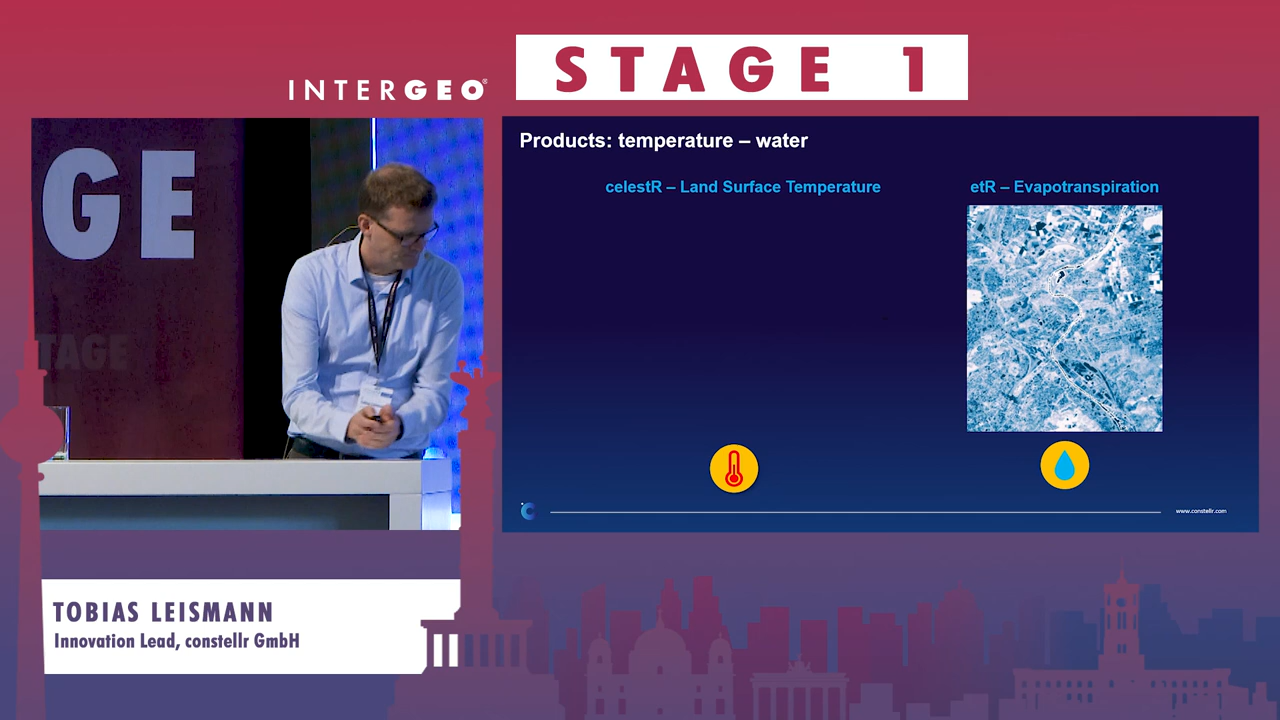 STAGE 1
INTERGEO®
GE
TAGE
Products: temperature – water
celestR – Land Surface Temperature
etR – Evapotranspiration
www.constellr.com
TOBIAS LEISMANN
Innovation Lead, constellr GmbH